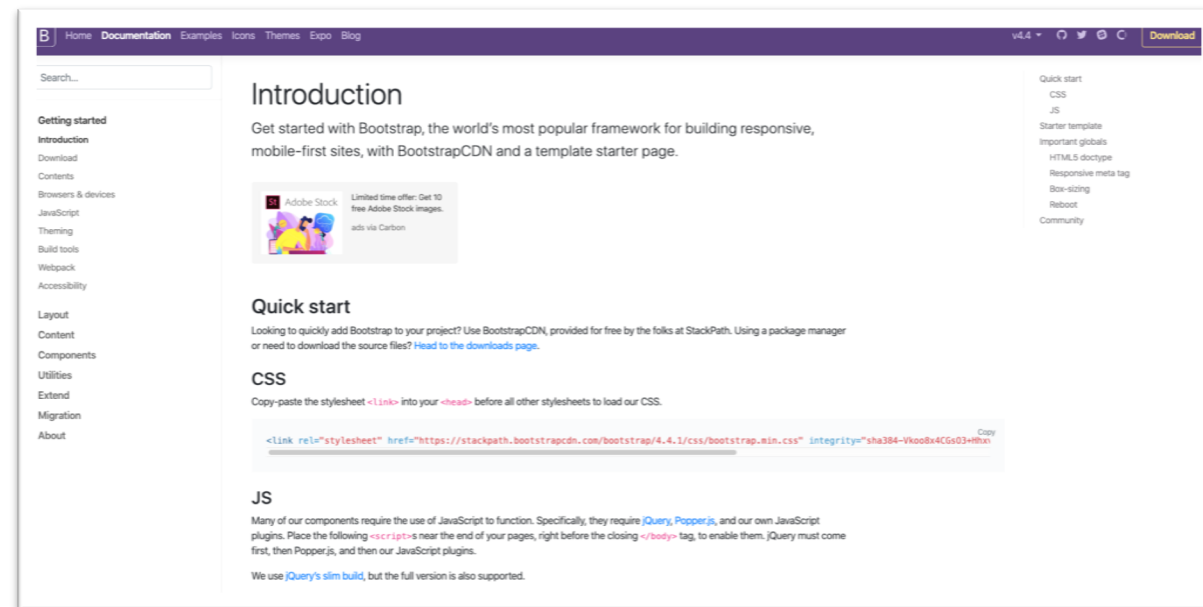 B Home Documentation Examples Icons Themes Expo Blog v4.4 Download
Search...
Getting started
Introduction
Download
Contents
Browsers & devices
JavaScript
Theming
Build tools
Webpack
Accessibility
Layout
Content
Components
Utilities
Extend
Migration
About
Introduction
Get started with Bootstrap, the world's most popular framework for building responsive,
mobile-first sites, with BootstrapCDN and a template starter page.
St Adobe Stock
Limited time offer: Get 10
free Adobe Stock images.
ads via Carbon
Quick start
Looking to quickly add Bootstrap to your project? Use BootstrapCDN, provided for free by the folks at StackPath. Using a package manager
or need to download the source files? Head to the downloads page.
CSS
Copy-paste the stylesheet <link> into your <head> before all other stylesheets to load our CSS.
Copy
<link rel="stylesheet" href="https://stackpath.bootstrapcdn.com/bootstrap/4.4.1/css/bootstrap.min.css" integrity="sha384-Vkoo8x4CGsO3+Hhx
JS
Many of our components require the use of JavaScript to function. Specifically, they require jQuery, Popper.js, and our own JavaScript
plugins. Place the following <script>s near the end of your pages, right before the closing </body> tag, to enable them. jQuery must come
first, then Popper.js, and then our JavaScript plugins.
We use jQuery's slim build, but the full version is also supported.
Quick start
CSS
JS
Starter template
Important globals
HTML5 doctype
Responsive meta tag
Box-sizing
Reboot
Community